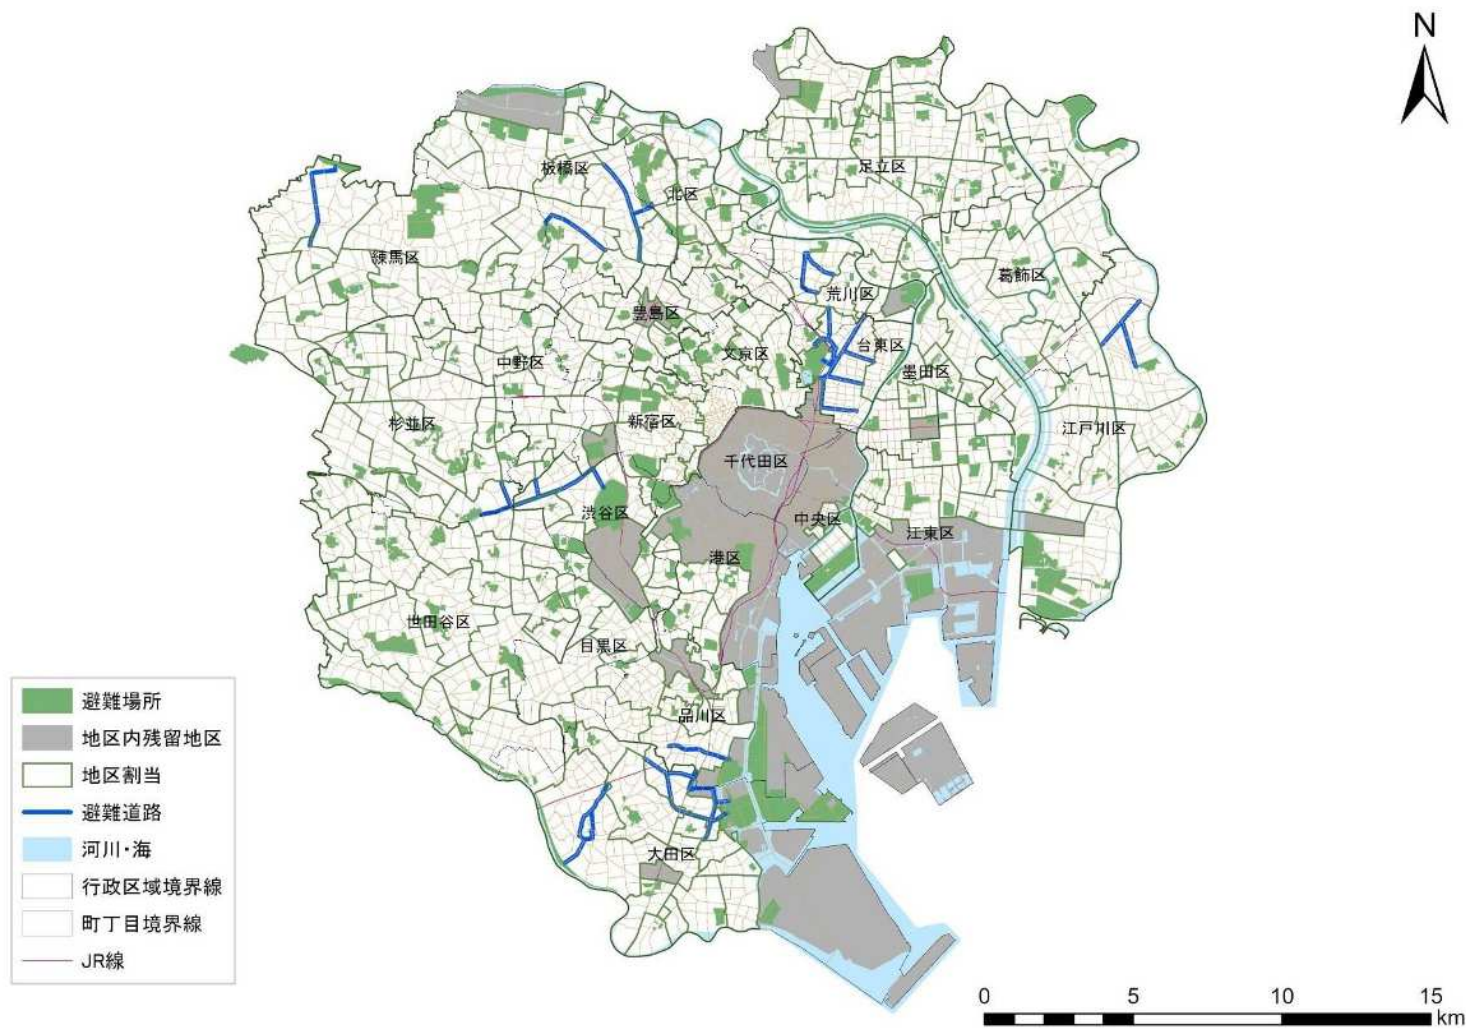 N
足立区
板橋区
北区
練馬区
葛飾区
荒川区
豊島区
台東区
文京区
墨田区
中野区
杉並区
新宿区
江戸川区
千代田区
渋谷区
中央区
江東区
港区
世田谷区
目黒区
品川区
大田区
避難場所
地区内残留地区
地区割当
避難道路
河川・海
行政区域境界線
町丁目境界線
JR線
0 5 10 15
km